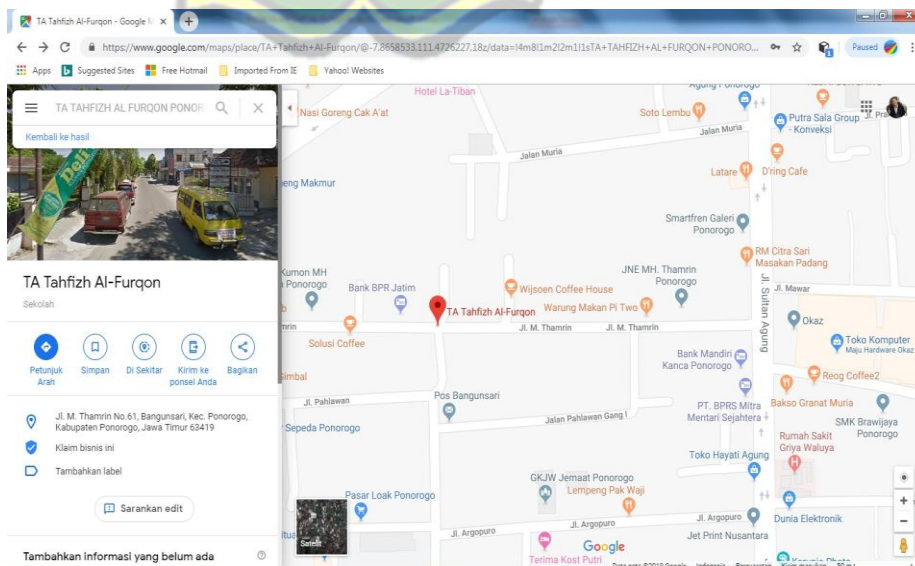 TA Tahfizh Al-Furqon - Google M
https://www.google.com/maps/place/TA+Tahfizh+Al-Furqon/@-7.8658533,111.4726227,18z/data=!4m8!1m2!2m1!1sTA+TAHFIZH+AL+FURQON+PONORO...
Paused
Apps
Suggested Sites
Free Hotmail
Imported From IE
Yahoo! Websites
TA TAHFIZH AL FURQON PONOR
Kembali ke hasil
Deli
TA Tahfizh Al-Furqon
Sekolah
Petunjuk Arah
Simpan
Di Sekitar
Kirim ke ponsel Anda
Bagikan
Jl. M. Thamrin No.61, Bangunsari, Kec. Ponorogo,
Kabupaten Ponorogo, Jawa Timur 63419
Klaim bisnis ini
Tambahkan label
Sarankan edit
Tambahkan informasi yang belum ada
Hotel La-Tiban
Nasi Goreng Cak A'at
Soto Lembu
Putra Sala Group
- Konveksi
Jalan Muria
Jalan Muria
Latare
D'ring Cafe
eng Makmur
Smartfren Galeri
Ponorogo
RM Citra Sari
Masakan Padang
Kumon MH
Ponorogo
Bank BPR Jatim
Wijsoen Coffee House
JNE MH. Thamrin
Ponorogo
Jl. Mawar
Jl. Sultan Agung
TA Tahfizh Al-Furqon
Warung Makan Pi Two
Okaz
mrin
Jl. M. Thamrin
Jl. M. Thamrin
Solusi Coffee
Toko Komputer
Maju Hardware Okaz
Bank Mandiri
Kanca Ponorogo
Reog Coffee2
Simbal
Jl. Pahlawan
Pos Bangunsari
PT. BPRS Mitra
Mentari Sejahtera
Bakso Granat Muria
Jalan Pahlawan Gang I
SMK Brawijaya
Ponorogo
Sepeda Ponorogo
Rumah Sakit
Griya Waluya
Toko Hayati Agung
GKJW Jemaat Ponorogo
Lempeng Pak Waji
Pasar Loak Ponorogo
Jl. Argopuro
Jl. Argopuro
Jl. Argopuro
Dunia Elektronik
Satelit
Google
Jet Print Nusantara
Terima Kost Putri